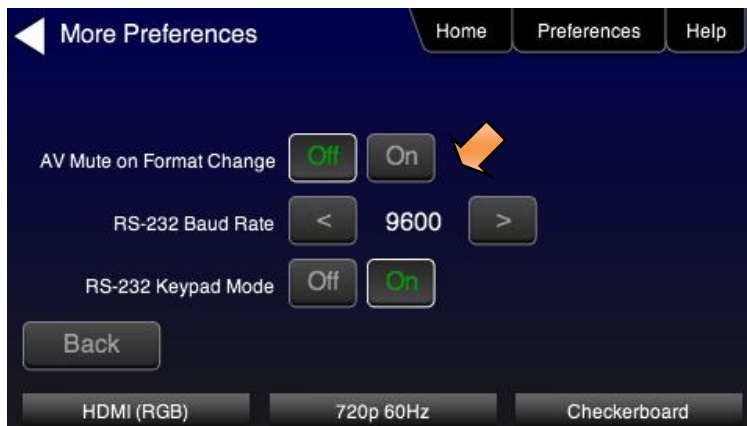 More Preferences Home Preferences Help
AV Mute on Format Change Off On
RS-232 Baud Rate < 9600 >
RS-232 Keypad Mode Off On
Back
HDMI (RGB) 720p 60Hz Checkerboard